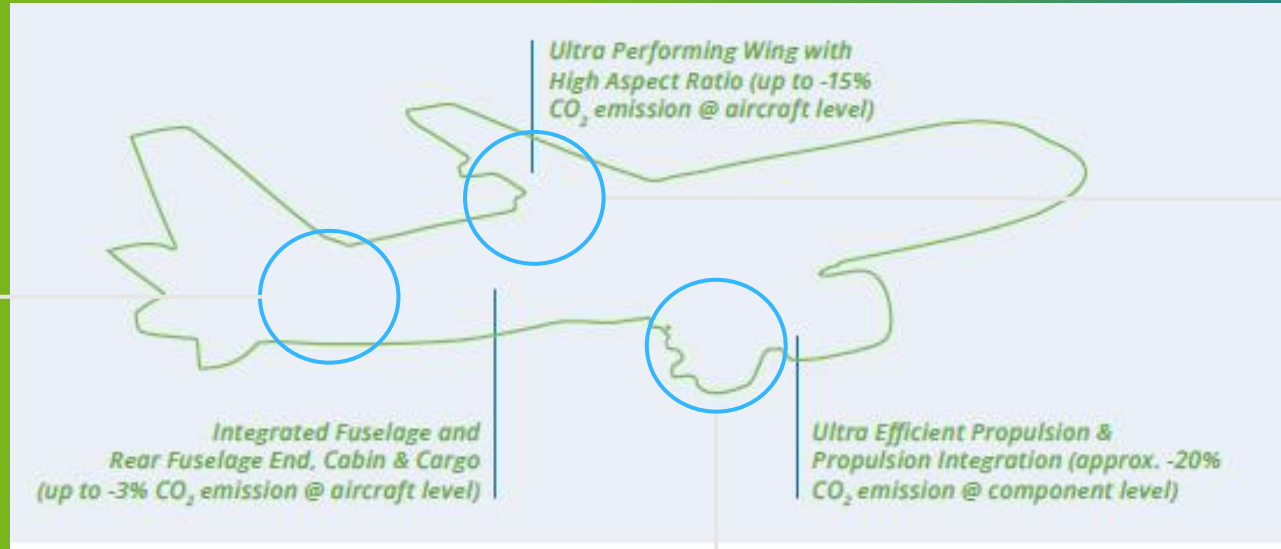 Ultra Performing Wing with
High Aspect Ratio (up to -15%
CO₂ emission @ aircraft level)
Integrated Fuselage and
Rear Fuselage End, Cabin & Cargo
(up to -3% CO₂ emission @ aircraft level)
Ultra Efficient Propulsion &
Propulsion Integration (approx. -20%
CO₂ emission @ component level)